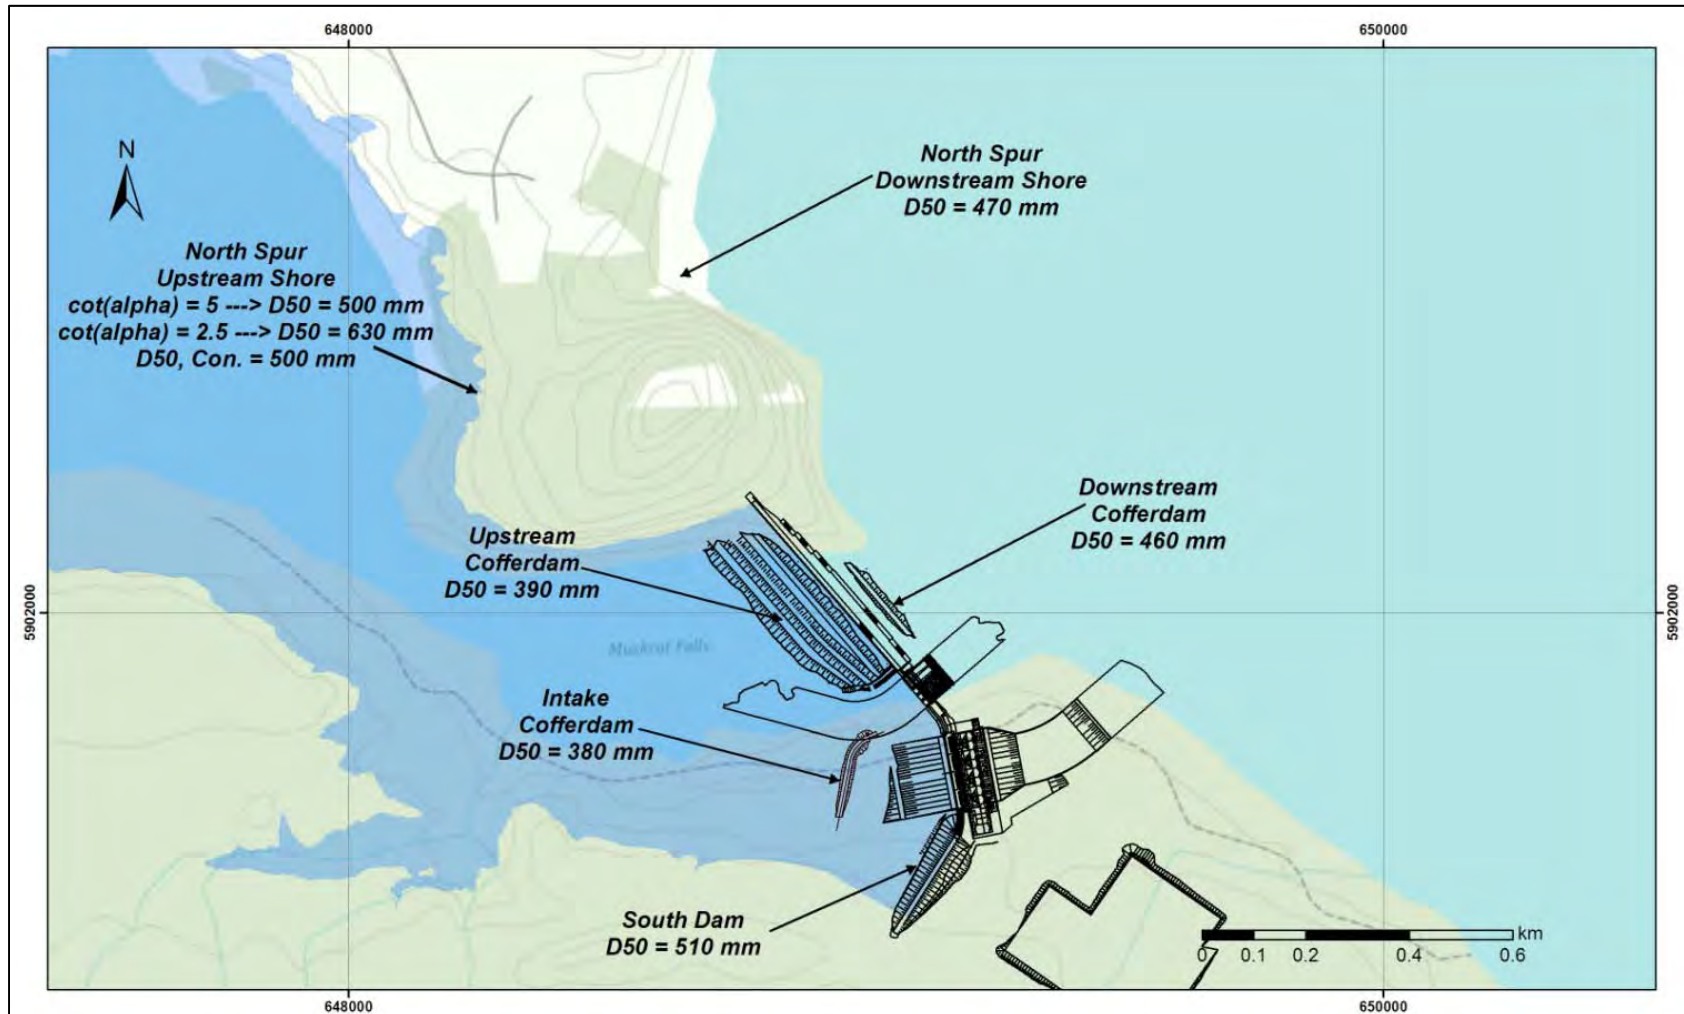 648000
650000
N
North Spur
Downstream Shore
D50 = 470 mm
North Spur
Upstream Shore
cot(alpha) = 5 ---> D50 = 500 mm
cot(alpha) = 2.5 ---> D50 = 630 mm
D50, Con. = 500 mm
Downstream
Cofferdam
D50 = 460 mm
Upstream
Cofferdam
D50 = 390 mm
5902000
5902000
Muskrat Falls
Intake
Cofferdam
D50 = 380 mm
South Dam
D50 = 510 mm
km
0 0.1 0.2 0.4 0.6
648000
650000